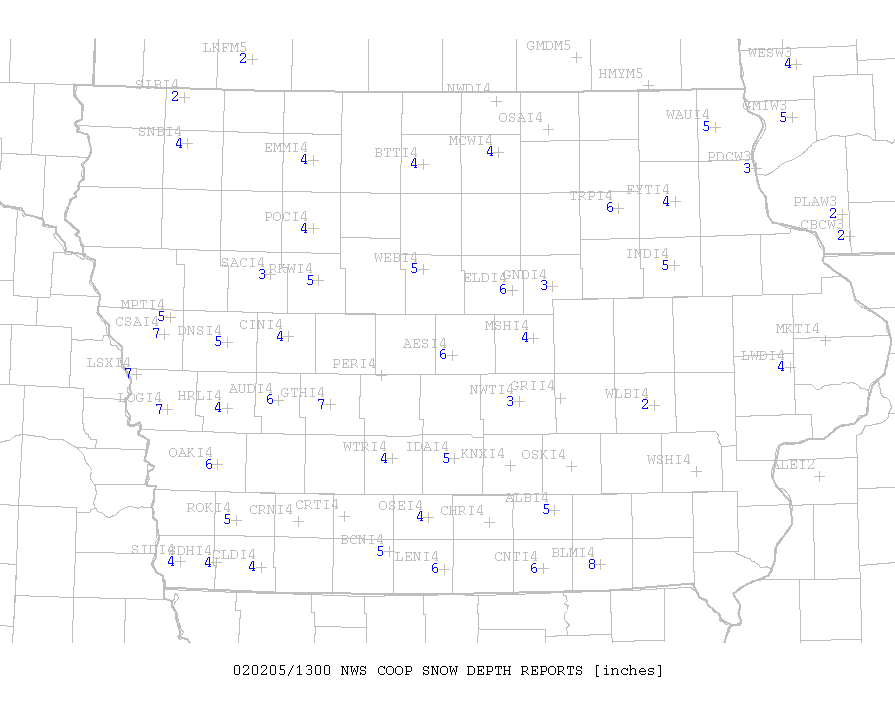 LKFM5 GMDM5
2 WESW3
4
HMYM5
SIBI4 NWDI4
2
OSAI4 WAUI4 GMIW3
5 5
SNBI4 EMMI4 BTTI4 MCWI4
4 4 4 4
PDCW3
3
TRPI4 FYTI4 PLAW3
6 4 2
POCI4 CBCW3
4 2
SACI4 RKWI4 WEBI4 ELDI4 GNDI4 IMDI4
3 5 5 6 3 5
MPTI4
5
CSAI4 DNSI4 CINI4 AESI4 MSHI4 MKTI4
7 5 4 6 4
LSXI4 PERI4 LWDI4
7 4
LOGI4 HRLI4 AUDI4 GTHI4 NWTI4 GRII4 WLBI4
7 4 6 7 3 2
OAKI4 WTRI4 IDAI4 KNXI4 OSKI4 WSHI4 ALEI2
6 4 5
ROKI4 CRNI4 CRTI4 OSEI4 CHRI4 ALBI4
5 4 5
SIDI4 CLDI4 BCNI4 LENI4 CNTI4 BLMI4
4 4 4 5 6 6 8
020205/1300 NWS COOP SNOW DEPTH REPORTS [inches]